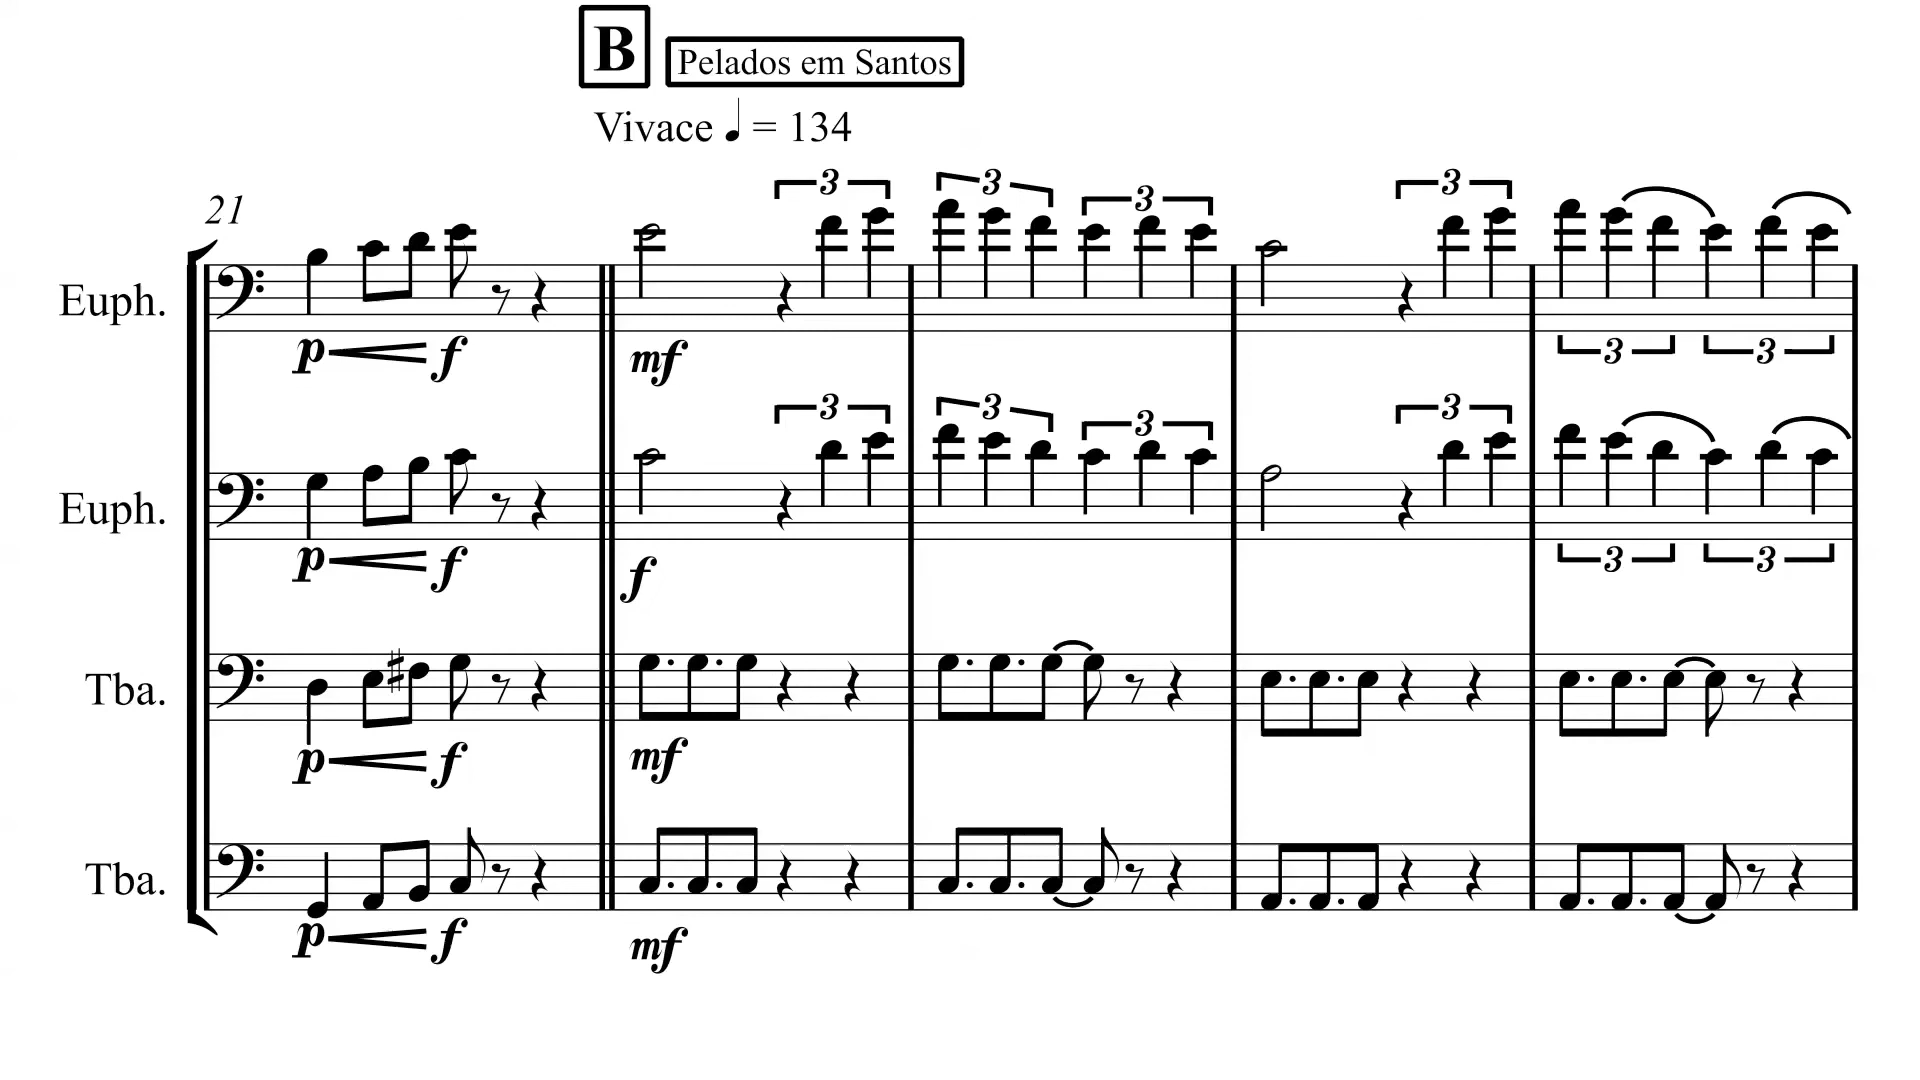 B
Pelados em Santos
Vivace ♩ = 134
21
3 3 3 3
Euph.
p f mf
3 3
3 3 3 3
Euph.
p f f
3 3
Tba.
p f mf
Tba.
p f mf